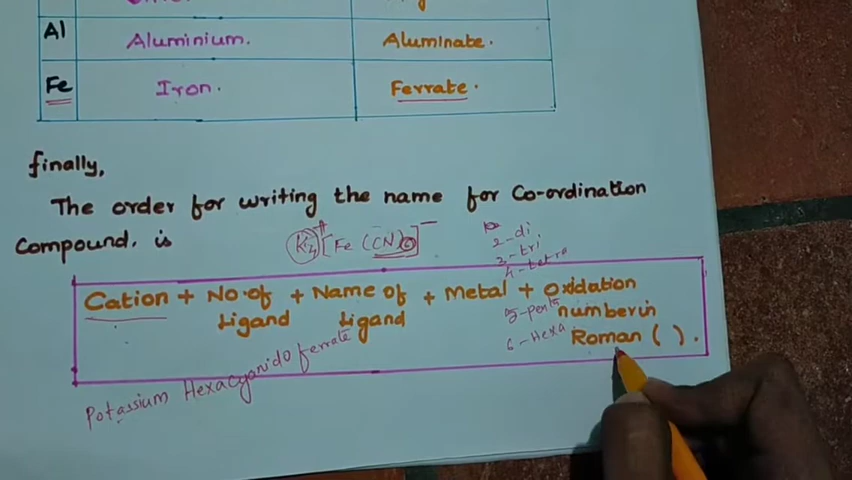 Al Aluminium. Aluminate.
Fe Iron. Ferrate.
finally,
The order for writing the name for Co-ordination
Compound. is
K4]+ [Fe (CN)6]−
2-di
3-tri
4-tetra
5-penta
6-Hexa
Cation + No.of Ligand + Name of Ligand + Metal + Oxidation number in Roman ( ).
Potassium Hexacyanido ferrate